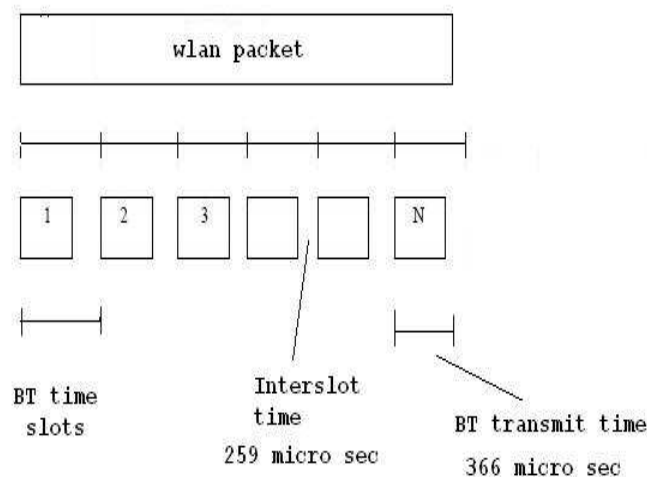 wlan packet
1
2
3
N
BT time
slots
Interslot
time
259 micro sec
BT transmit time
366 micro sec